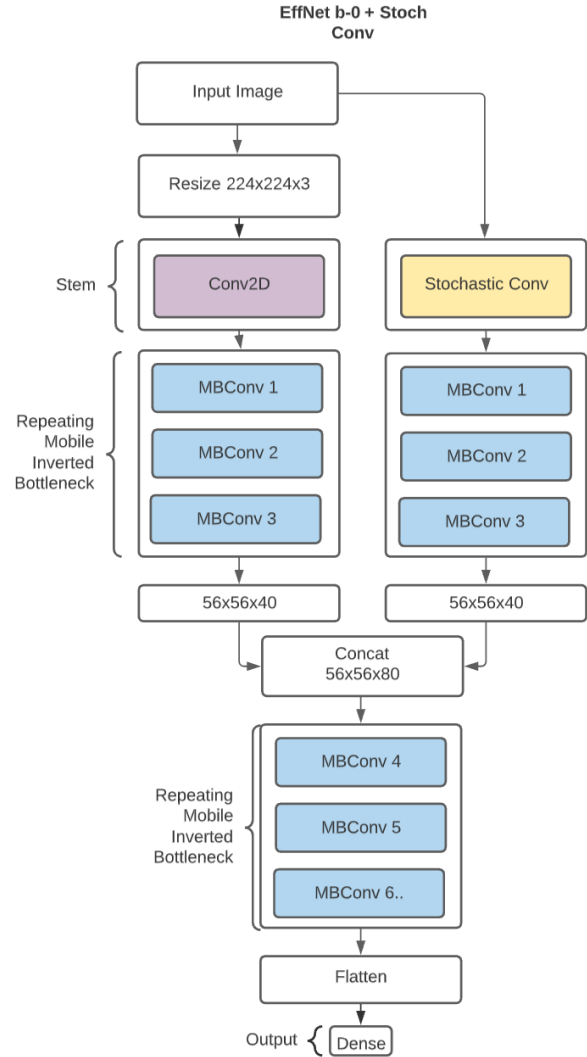 EffNet b-0 + Stoch
Conv
Input Image
Resize 224x224x3
Stem
Conv2D
Stochastic Conv
Repeating
Mobile
Inverted
Bottleneck
MBConv 1
MBConv 2
MBConv 3
MBConv 1
MBConv 2
MBConv 3
56x56x40
56x56x40
Concat
56x56x80
Repeating
Mobile
Inverted
Bottleneck
MBConv 4
MBConv 5
MBConv 6..
Flatten
Output
Dense